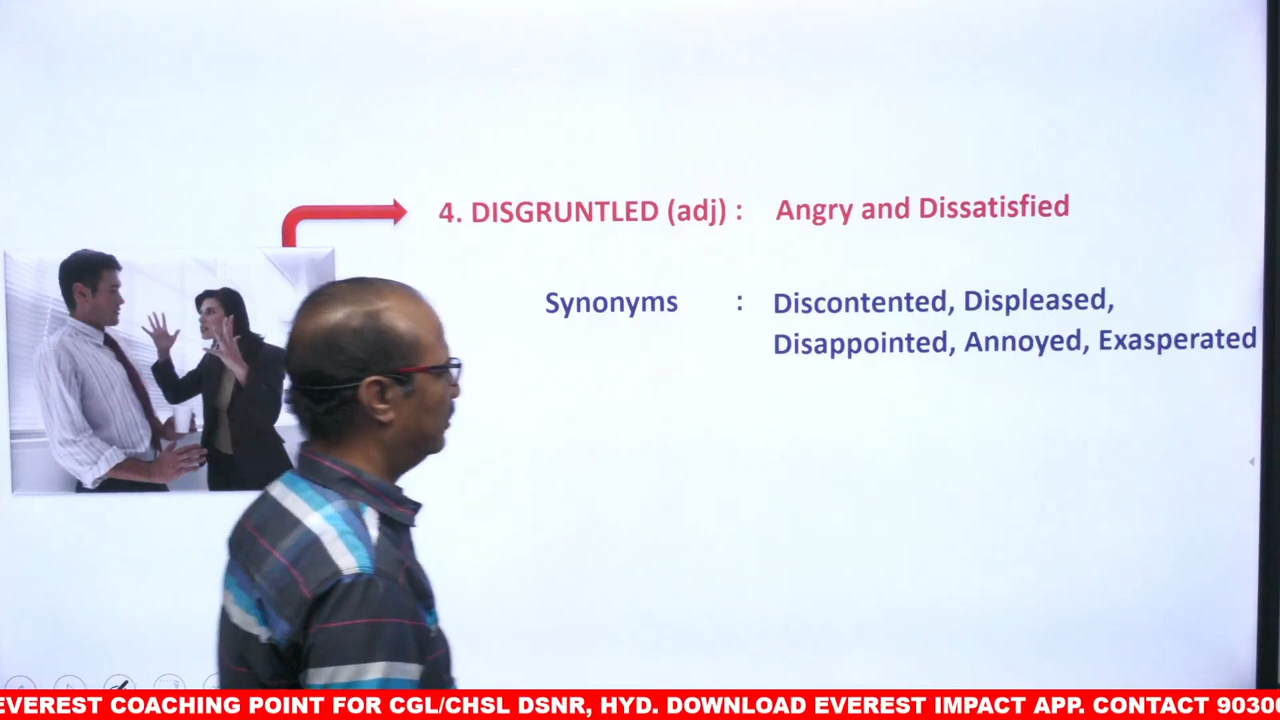 4. DISGRUNTLED (adj) : Angry and Dissatisfied
Synonyms : Discontented, Displeased,
Disappointed, Annoyed, Exasperated
EVEREST COACHING POINT FOR CGL/CHSL DSNR, HYD. DOWNLOAD EVEREST IMPACT APP. CONTACT